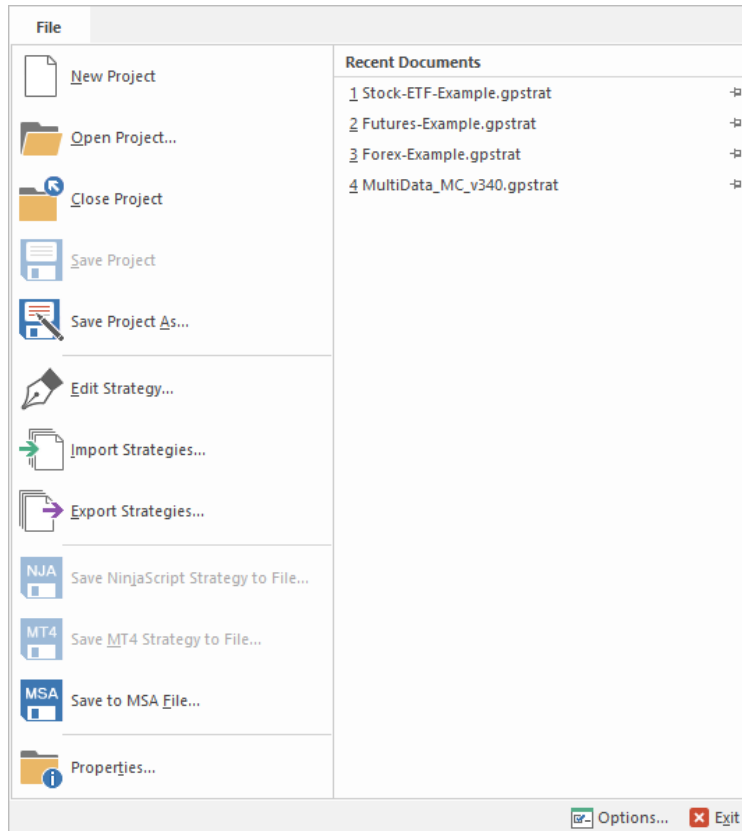 File
New Project
Open Project...
Close Project
Save Project
Save Project As...
Edit Strategy...
Import Strategies...
Export Strategies...
NJA
Save NinjaScript Strategy to File...
MT4
Save MT4 Strategy to File...
MSA
Save to MSA File...
Properties...
Recent Documents
1 Stock-ETF-Example.gpstrat
2 Futures-Example.gpstrat
3 Forex-Example.gpstrat
4 MultiData_MC_v340.gpstrat
Options...
Exit